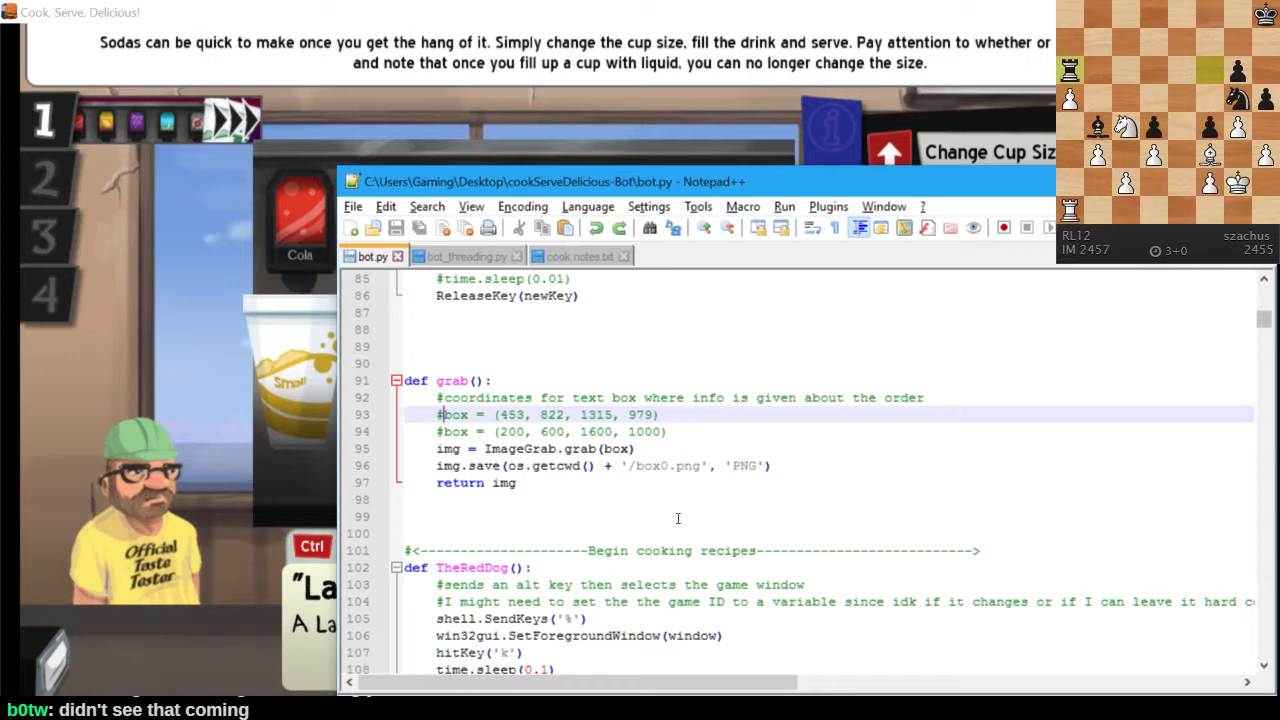 Cook, Serve, Delicious!
Sodas can be quick to make once you get the hang of it. Simply change the cup size, fill the drink and serve. Pay attention to whether or
and note that once you fill up a cup with liquid, you can no longer change the size.
1
2
3
4
Change Cup Siz
Cola
Small
Official
Taste
Tester
Ctrl
"La
A La
C:\Users\Gaming\Desktop\cookServeDelicious-Bot\bot.py - Notepad++
File Edit Search View Encoding Language Settings Tools Macro Run Plugins Window ?
bot.py bot_threading.py cook notes.txt
85 #time.sleep(0.01)
86 ReleaseKey(newKey)
87
88
89
90
91 def grab():
92 #coordinates for text box where info is given about the order
93 #box = (453, 822, 1315, 979)
94 #box = (200, 600, 1600, 1000)
95 img = ImageGrab.grab(box)
96 img.save(os.getcwd() + '/box0.png', 'PNG')
97 return img
98
99
100
101 #<---------------------Begin cooking recipes--------------------------->
102 def TheRedDog():
103 #sends an alt key then selects the game window
104 #I might need to set the the game ID to a variable since idk if it changes or if I can leave it hard c
105 shell.SendKeys('%')
106 win32gui.SetForegroundWindow(window)
107 hitKey('k')
108 time.sleep(0.1)
RL12 szachus
IM 2457 3+0 2455
b0tw: didn't see that coming